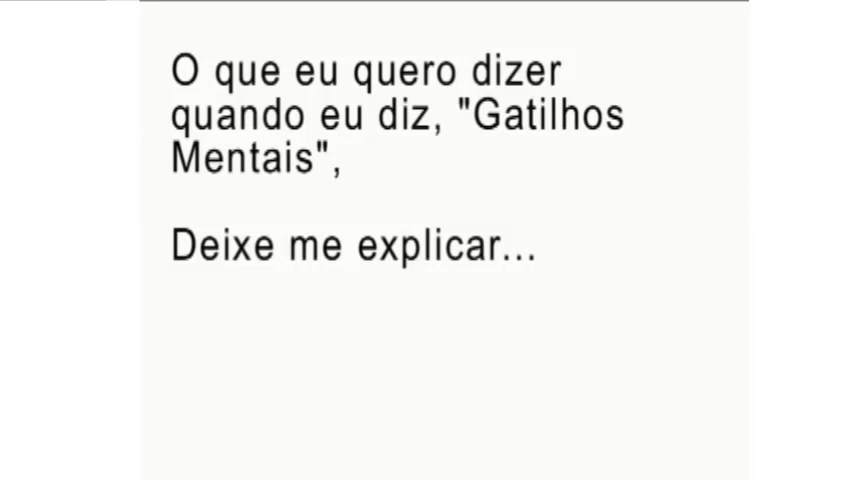 O que eu quero dizer
quando eu diz, "Gatilhos
Mentais",
Deixe me explicar...